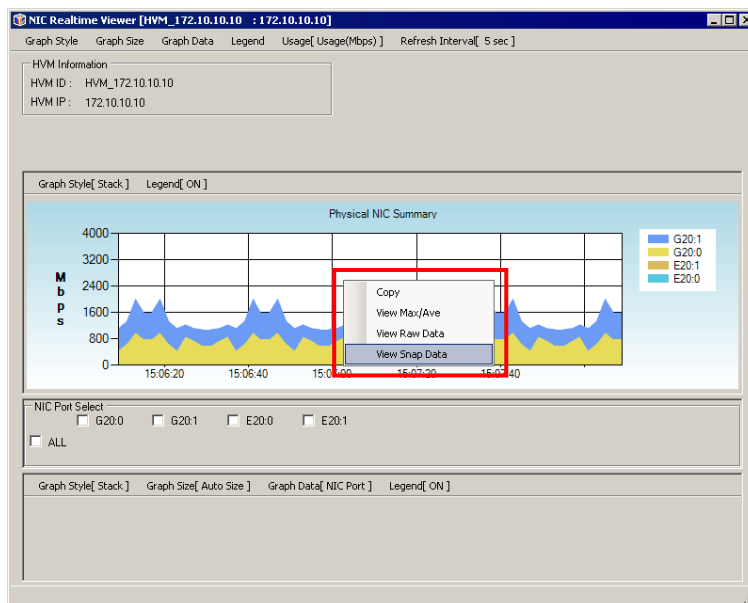 NIC Realtime Viewer [HVM_172.10.10.10 : 172.10.10.10]
Graph Style Graph Size Graph Data Legend Usage[ Usage(Mbps) ] Refresh Interval[ 5 sec ]
HVM Information
HVM ID : HVM_172.10.10.10
HVM IP : 172.10.10.10
Graph Style[ Stack ] Legend[ ON ]
Physical NIC Summary
Mbps
4000
3200
2400
1600
800
0
15:06:20 15:06:40
G20:1
G20:0
E20:1
E20:0
Copy
View Max/Ave
View Raw Data
View Snap Data
NIC Port Select
G20:0 G20:1 E20:0 E20:1
ALL
Graph Style[ Stack ] Graph Size[ Auto Size ] Graph Data[ NIC Port ] Legend[ ON ]